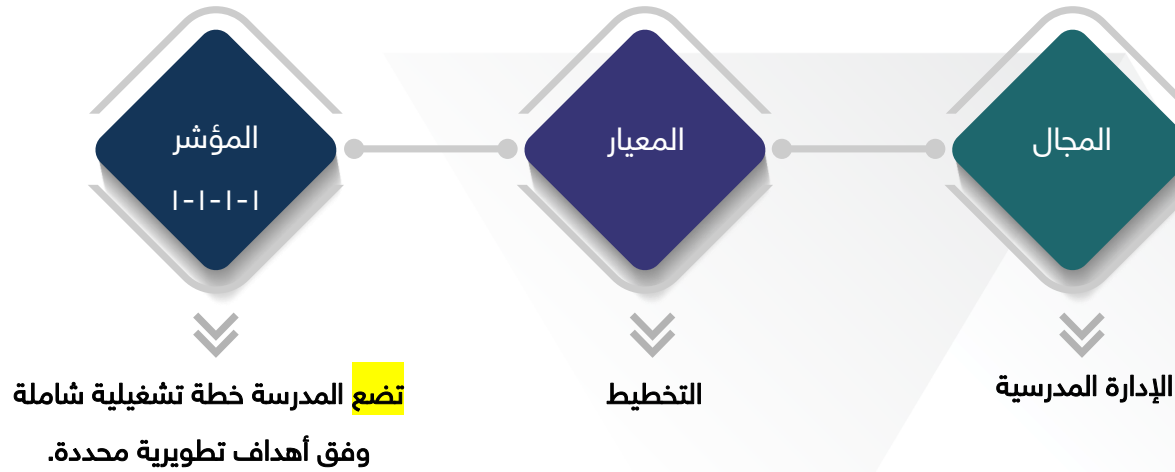 المجال
المعيار
المؤشر
١-١-١-١
الإدارة المدرسية
التخطيط
تضع المدرسة خطة تشغيلية شاملة
وفق أهداف تطويرية محددة.